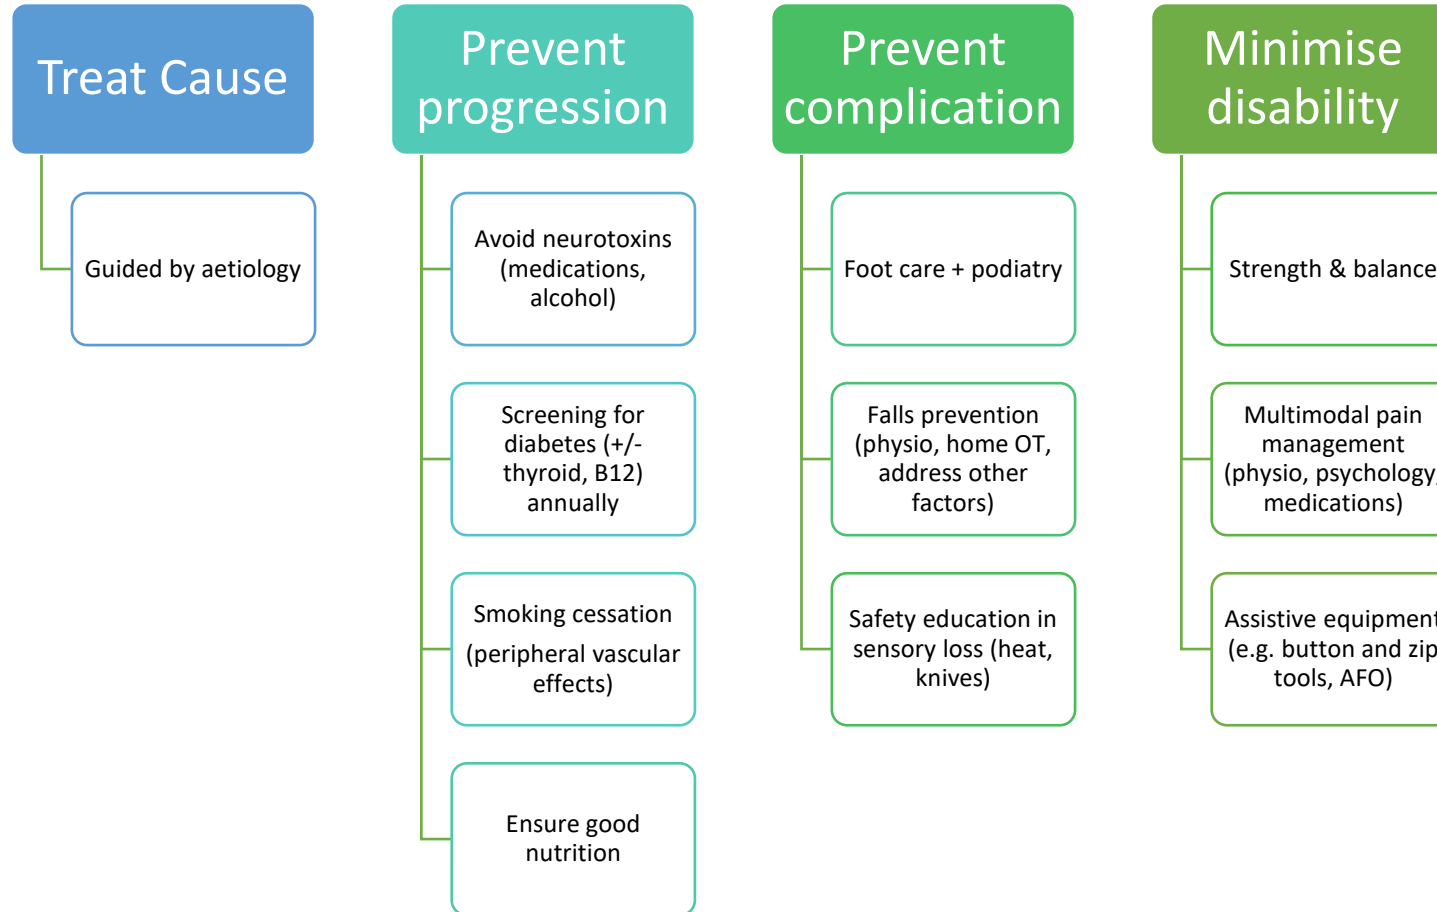 Treat Cause
Guided by aetiology
Prevent
progression
Avoid neurotoxins
(medications,
alcohol)
Screening for
diabetes (+/-
thyroid, B12)
annually
Smoking cessation
(peripheral vascular
effects)
Ensure good
nutrition
Prevent
complication
Foot care + podiatry
Falls prevention
(physio, home OT,
address other
factors)
Safety education in
sensory loss (heat,
knives)
Minimise
disability
Strength & balance
Multimodal pain
management
(physio, psychology,
medications)
Assistive equipment
(e.g. button and zip
tools, AFO)